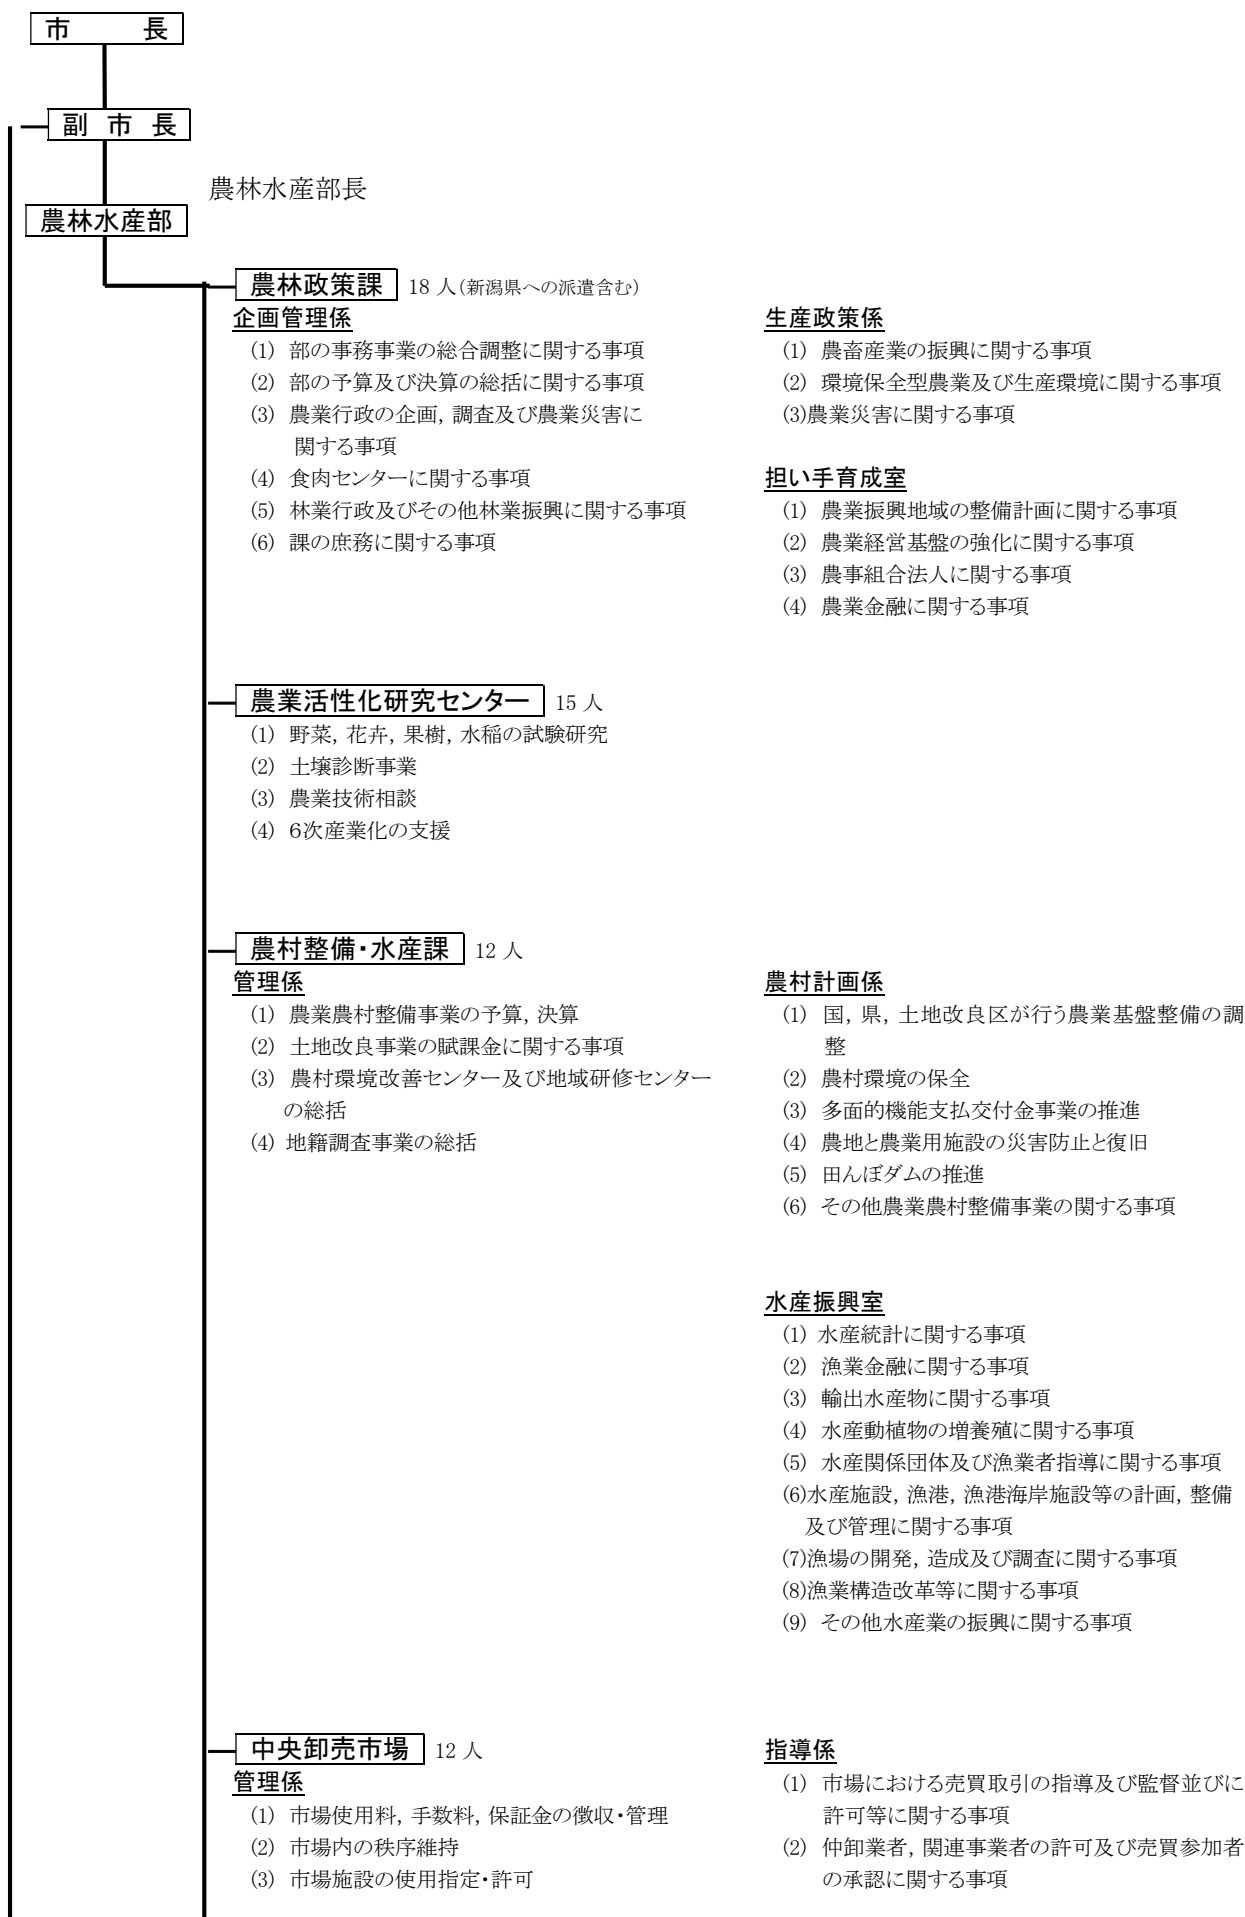 市　　長
副 市 長
農林水産部長
農林水産部
農林政策課 18 人(新潟県への派遣含む)
企画管理係
(1) 部の事務事業の総合調整に関する事項
(2) 部の予算及び決算の総括に関する事項
(3) 農業行政の企画, 調査及び農業災害に
関する事項
(4) 食肉センターに関する事項
(5) 林業行政及びその他林業振興に関する事項
(6) 課の庶務に関する事項
生産政策係
(1) 農畜産業の振興に関する事項
(2) 環境保全型農業及び生産環境に関する事項
(3)農業災害に関する事項
担い手育成室
(1) 農業振興地域の整備計画に関する事項
(2) 農業経営基盤の強化に関する事項
(3) 農事組合法人に関する事項
(4) 農業金融に関する事項
農業活性化研究センター 15 人
(1) 野菜, 花卉, 果樹, 水稲の試験研究
(2) 土壌診断事業
(3) 農業技術相談
(4) 6次産業化の支援
農村整備・水産課 12 人
管理係
(1) 農業農村整備事業の予算, 決算
(2) 土地改良事業の賦課金に関する事項
(3) 農村環境改善センター及び地域研修センター
の総括
(4) 地籍調査事業の総括
農村計画係
(1) 国, 県, 土地改良区が行う農業基盤整備の調
整
(2) 農村環境の保全
(3) 多面的機能支払交付金事業の推進
(4) 農地と農業用施設の災害防止と復旧
(5) 田んぼダムの推進
(6) その他農業農村整備事業の関する事項
水産振興室
(1) 水産統計に関する事項
(2) 漁業金融に関する事項
(3) 輸出水産物に関する事項
(4) 水産動植物の増養殖に関する事項
(5) 水産関係団体及び漁業者指導に関する事項
(6)水産施設, 漁港, 漁港海岸施設等の計画, 整備
及び管理に関する事項
(7)漁場の開発, 造成及び調査に関する事項
(8)漁業構造改革等に関する事項
(9) その他水産業の振興に関する事項
中央卸売市場 12 人
管理係
(1) 市場使用料, 手数料, 保証金の徴収・管理
(2) 市場内の秩序維持
(3) 市場施設の使用指定・許可
指導係
(1) 市場における売買取引の指導及び監督並びに
許可等に関する事項
(2) 仲卸業者, 関連事業者の許可及び売買参加者
の承認に関する事項